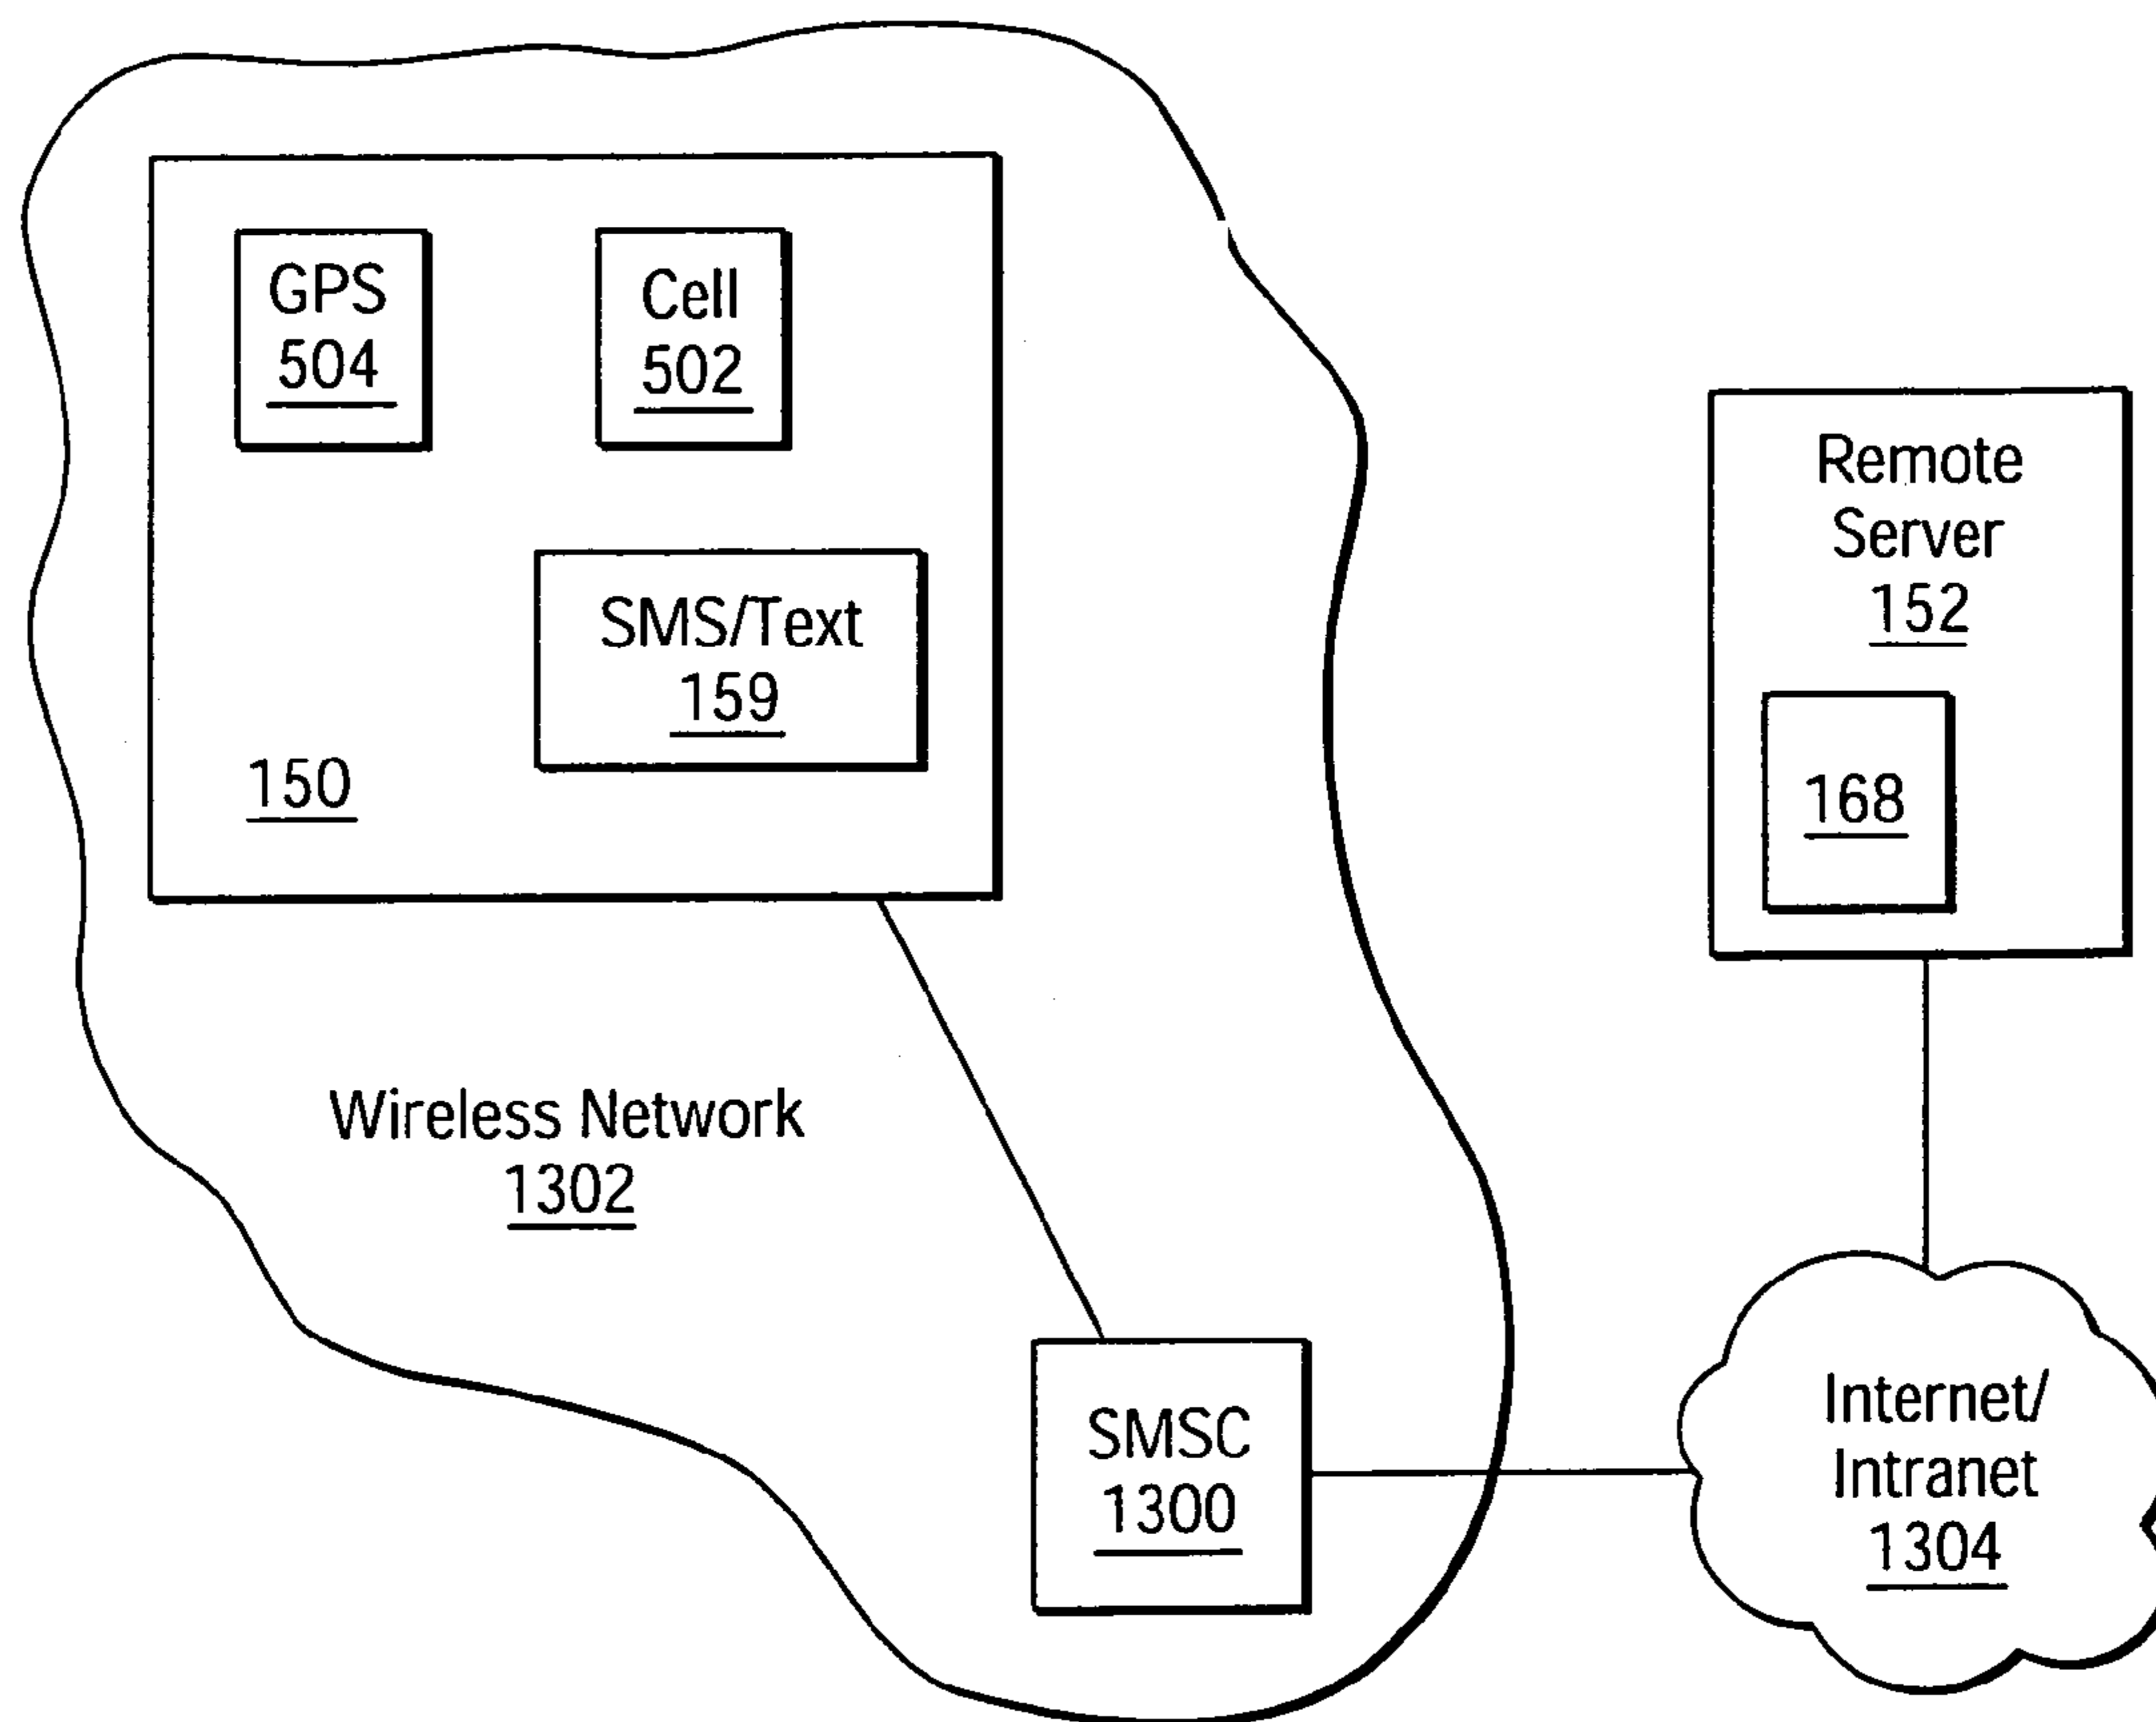 GPS
504
Cell
502
SMS/Text
159
150
Wireless Network
1302
SMSC
1300
Remote
Server
152
168
Internet/
Intranet
1304